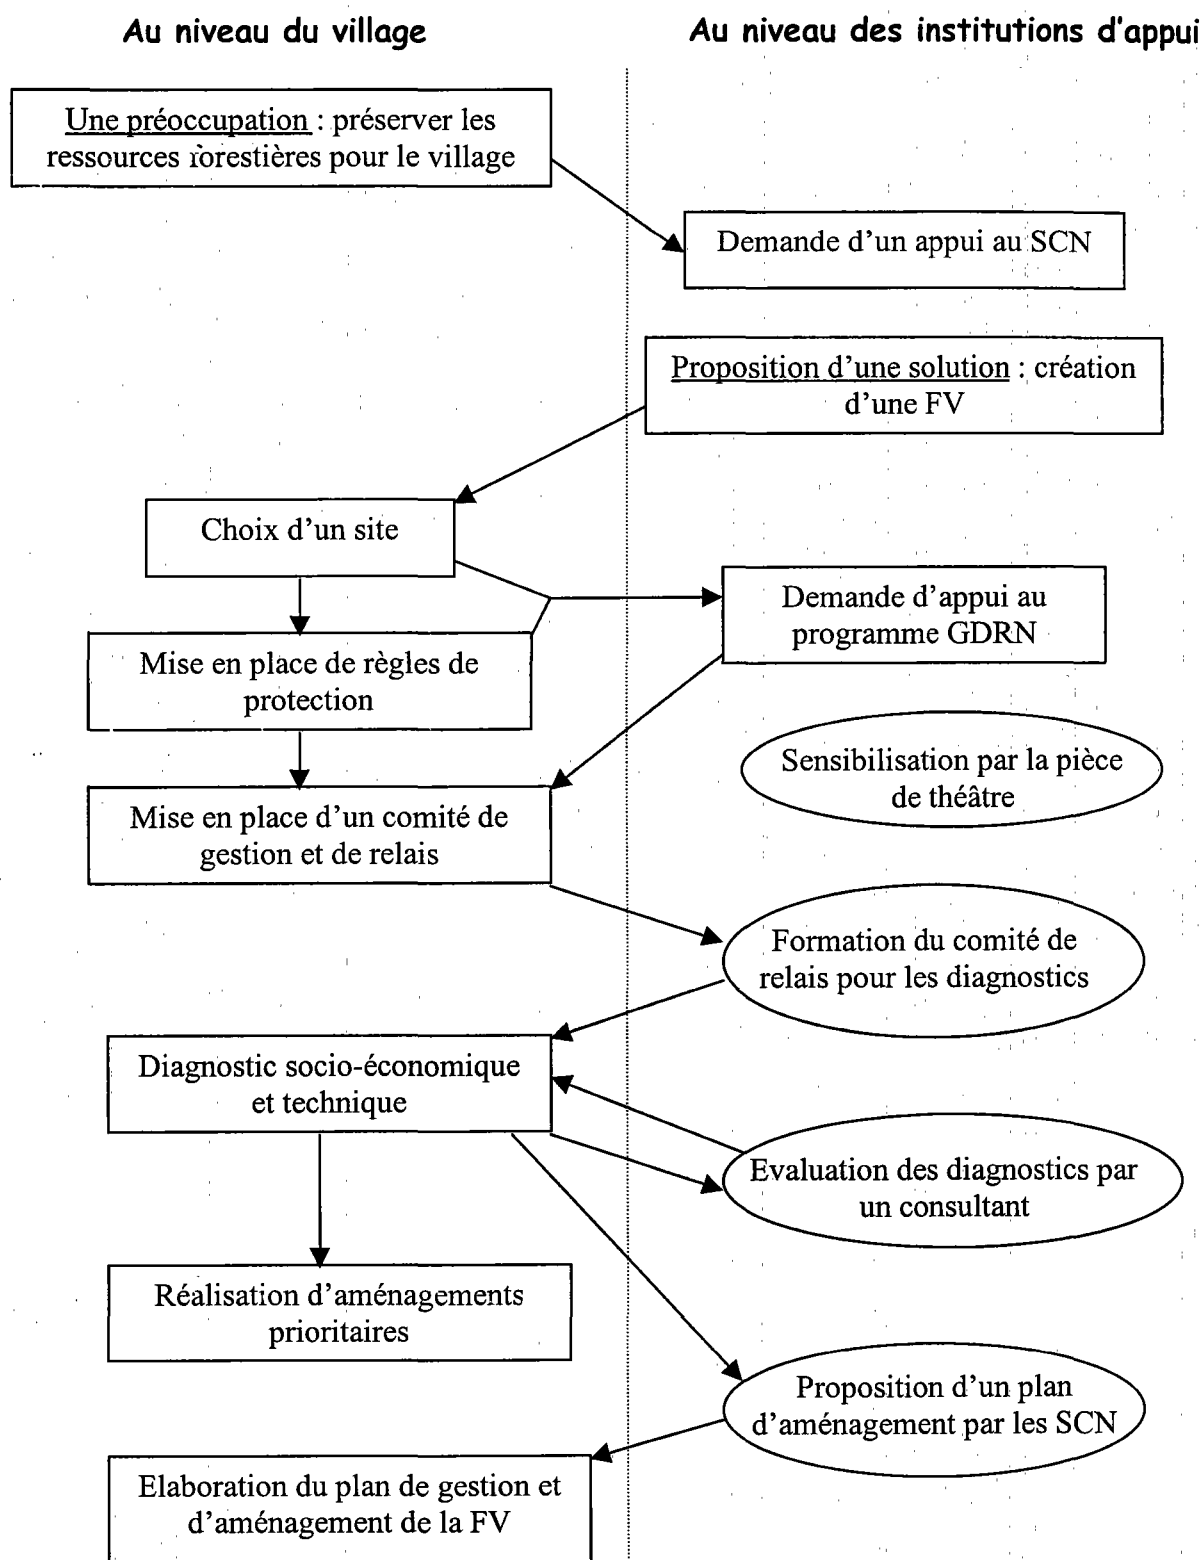 Au niveau du village
Au niveau des institutions d'appui
Une préoccupation : préserver les
ressources forestières pour le village
Demande d'un appui au SCN
Proposition d'une solution : création
d'une FV
Choix d'un site
Demande d'appui au
programme GDRN
Mise en place de règles de
protection
Sensibilisation par la pièce
de théâtre
Mise en place d'un comité de
gestion et de relais
Formation du comité de
relais pour les diagnostics
Diagnostic socio-économique
et technique
Evaluation des diagnostics par
un consultant
Réalisation d'aménagements
prioritaires
Proposition d'un plan
d'aménagement par les SCN
Elaboration du plan de gestion et
d'aménagement de la FV